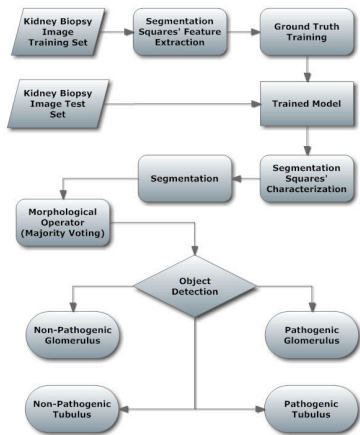 Kidney Biopsy
Image
Training Set
Segmentation
Squares' Feature
Extraction
Ground Truth
Training
Kidney Biopsy
Image Test
Set
Trained Model
Segmentation
Segmentation
Squares'
Characterization
Morphological
Operator
(Majority Voting)
Object
Detection
Non-Pathogenic
Glomerulus
Pathogenic
Glomerulus
Non-Pathogenic
Tubulus
Pathogenic
Tubulus